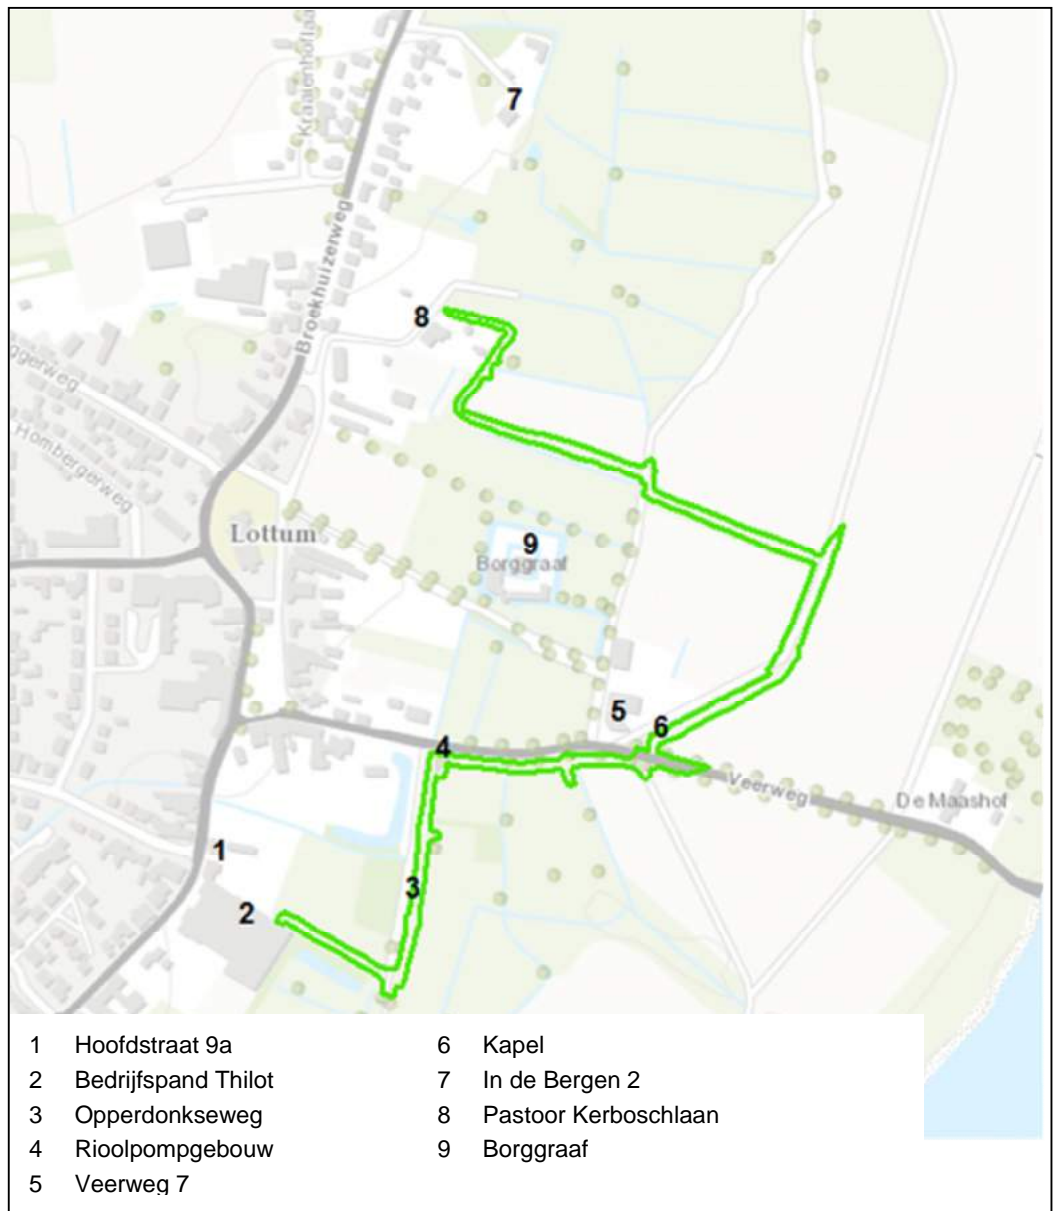 Kraaienhofla
7
Broekhuizerweg
8
ggerweg
Hombergerweg
Lottum
9
Borggraaf
5
6
4
Veerweg
De Maashof
1
3
2
1 Hoofdstraat 9a
2 Bedrijfspand Thilot
3 Opperdonkseweg
4 Rioolpompgebouw
5 Veerweg 7
6 Kapel
7 In de Bergen 2
8 Pastoor Kerboschlaan
9 Borggraaf